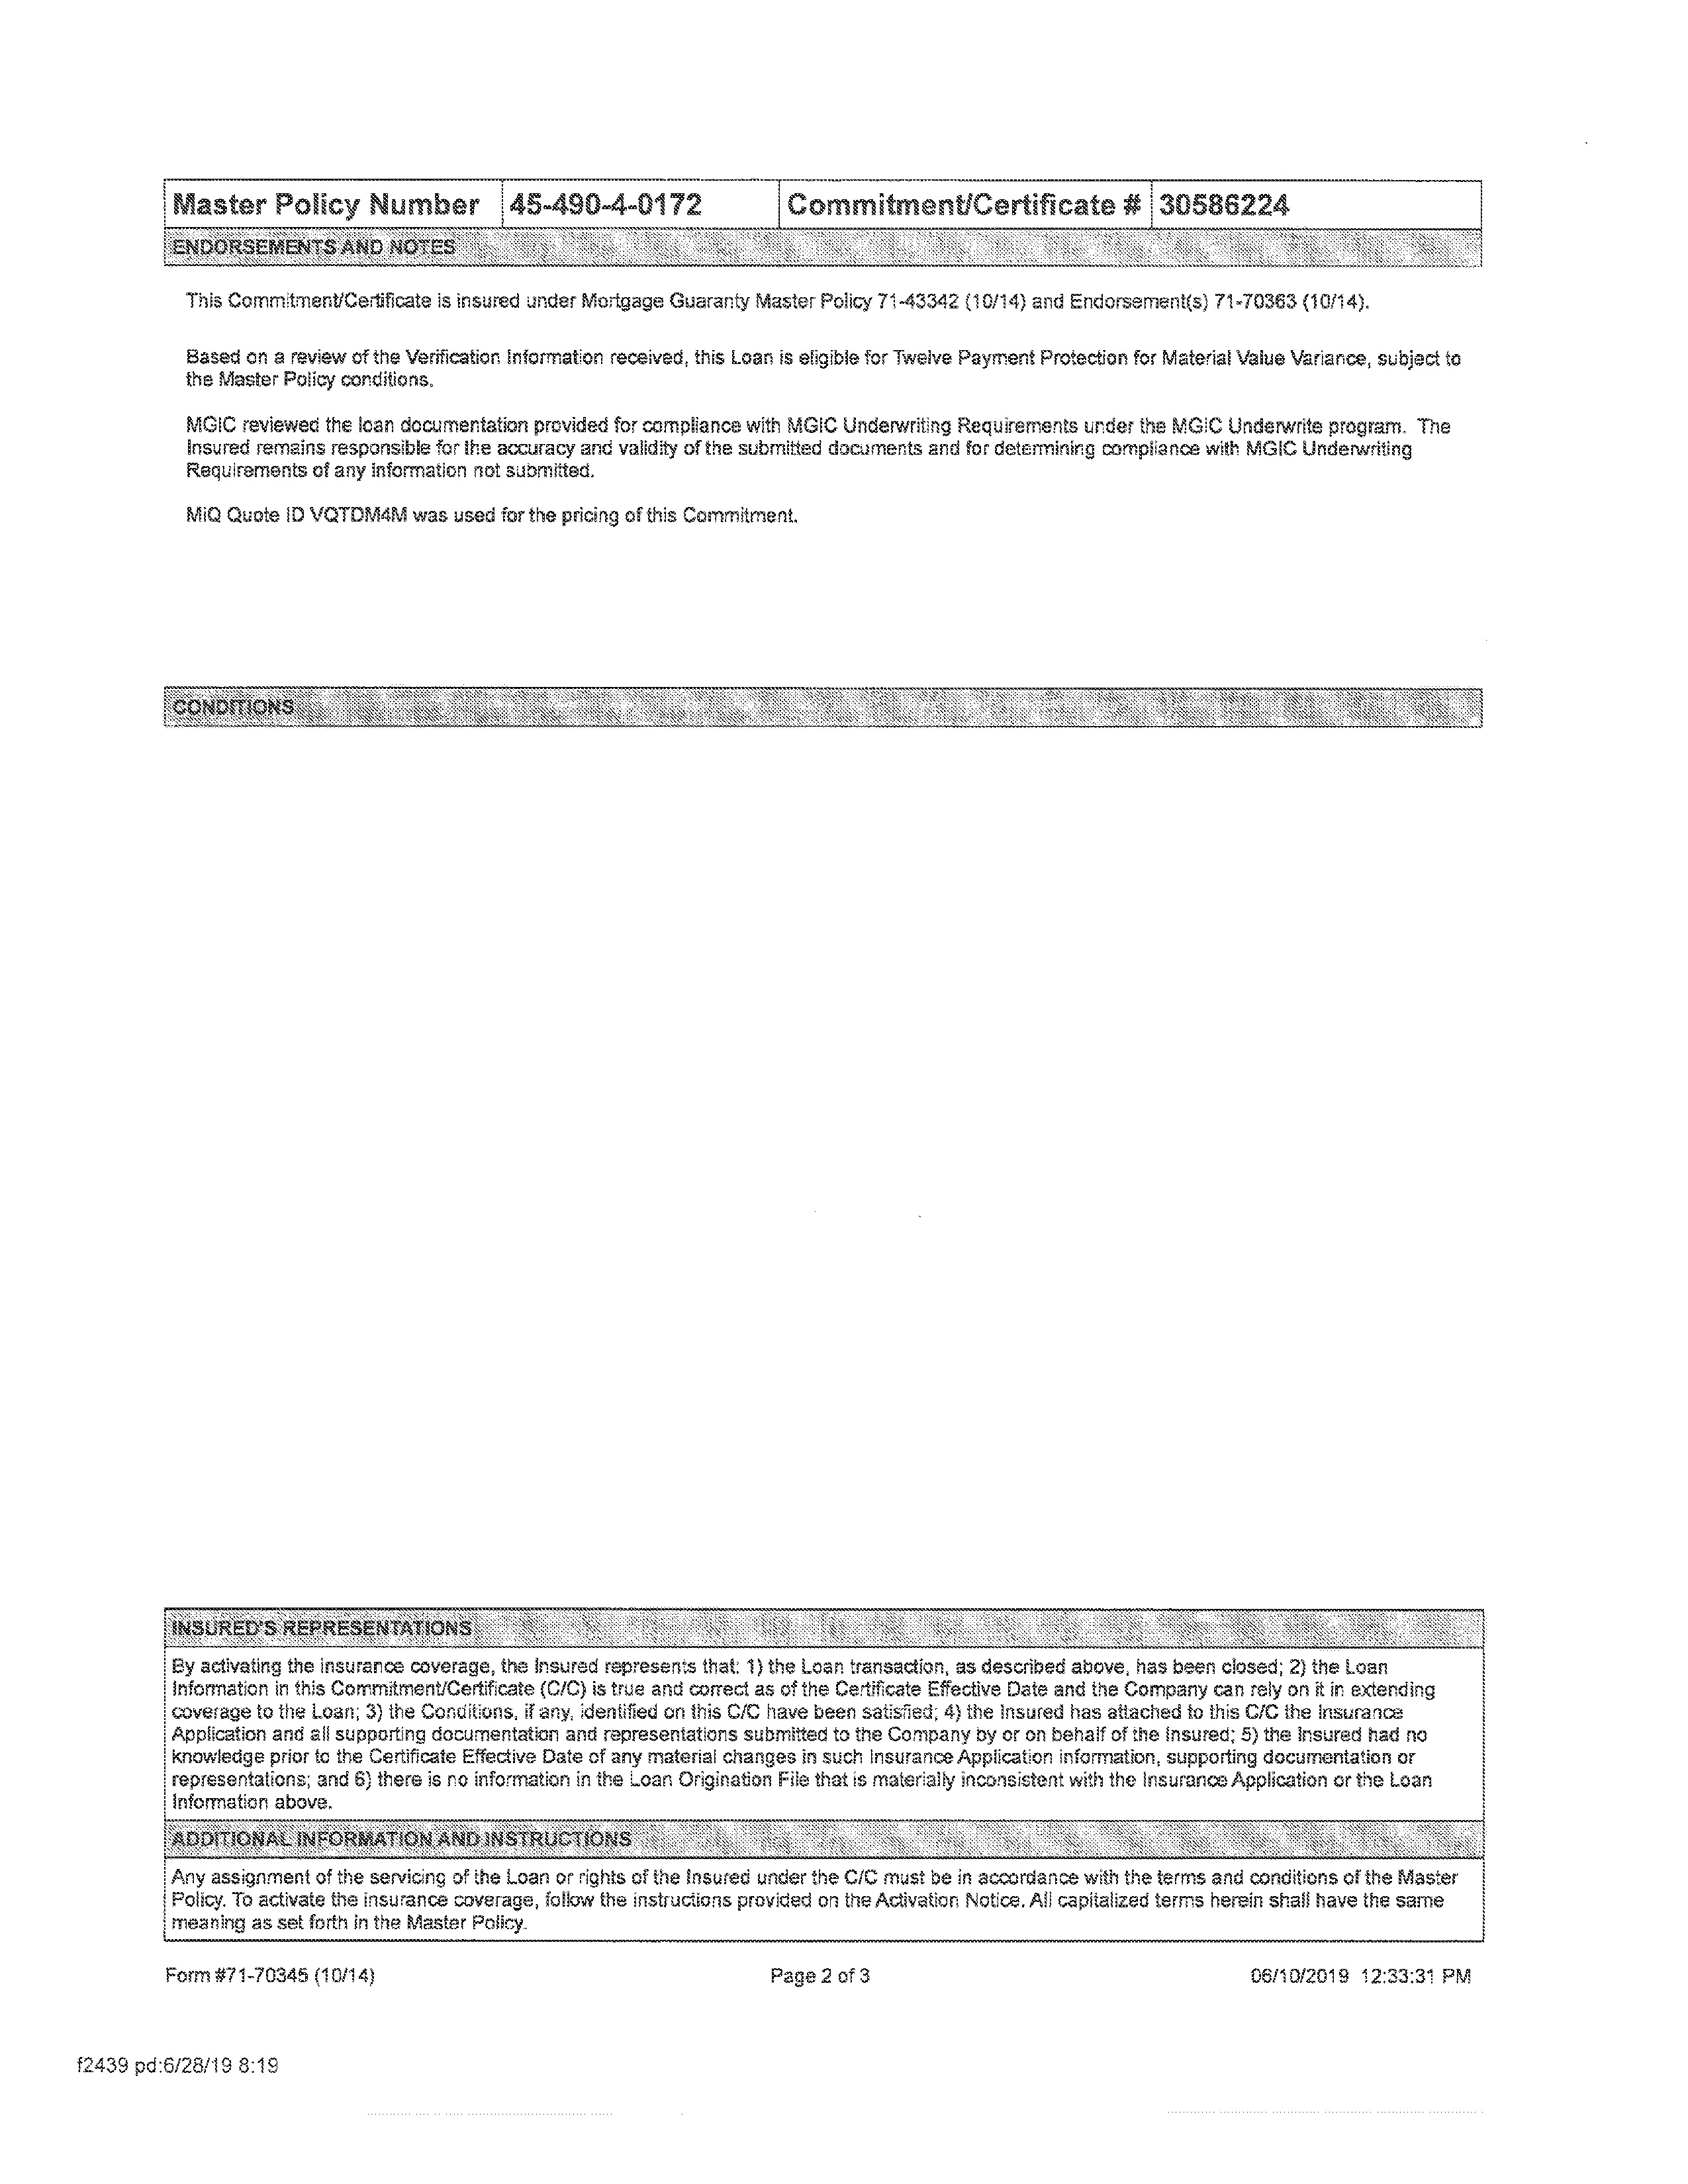 Master Policy Number 45-490-4-0172 Commitment/Certificate # 30586224
ENDORSEMENTS AND NOTES
This Commitment/Certificate is insured under Mortgage Guaranty Master Policy 71-43342 (10/14) and Endorsement(s) 71-70363 (10/14).
Based on a review of the Verification Information received, this Loan is eligible for Twelve Payment Protection for Material Value Variance, subject to
the Master Policy conditions.
MGIC reviewed the loan documentation provided for compliance with MGIC Underwriting Requirements under the MGIC Underwrite program. The
Insured remains responsible for the accuracy and validity of the submitted documents and for determining compliance with MGIC Underwriting
Requirements of any information not submitted.
MiQ Quote ID VQTDM4M was used for the pricing of this Commitment.
CONDITIONS
INSURED'S REPRESENTATIONS
By activating the insurance coverage, the Insured represents that: 1) the Loan transaction, as described above, has been closed; 2) the Loan
Information in this Commitment/Certificate (C/C) is true and correct as of the Certificate Effective Date and the Company can rely on it in extending
coverage to the Loan; 3) the Conditions, if any, identified on this C/C have been satisfied; 4) the Insured has attached to this C/C the Insurance
Application and all supporting documentation and representations submitted to the Company by or on behalf of the Insured; 5) the Insured had no
knowledge prior to the Certificate Effective Date of any material changes in such Insurance Application information, supporting documentation or
representations; and 6) there is no information in the Loan Origination File that is materially inconsistent with the Insurance Application or the Loan
Information above.
ADDITIONAL INFORMATION AND INSTRUCTIONS
Any assignment of the servicing of the Loan or rights of the Insured under the C/C must be in accordance with the terms and conditions of the Master
Policy. To activate the insurance coverage, follow the instructions provided on the Activation Notice. All capitalized terms herein shall have the same
meaning as set forth in the Master Policy.
Form #71-70345 (10/14) Page 2 of 3 06/10/2019 12:33:31 PM
f2439 pd:6/28/19 8:19